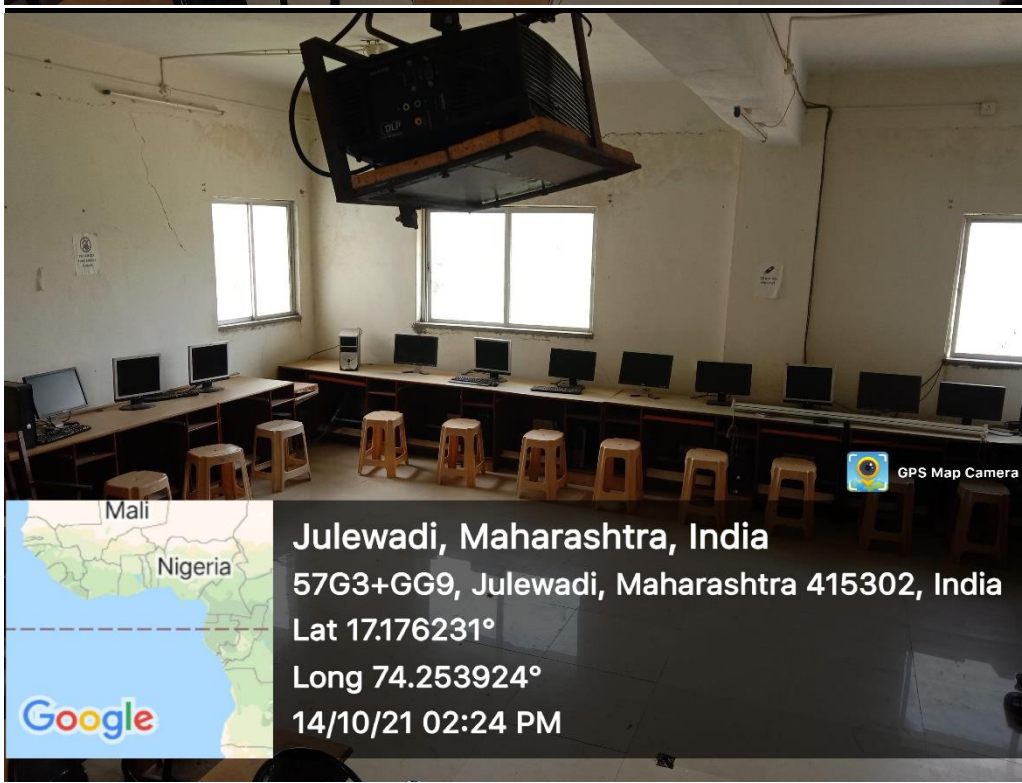 DLP
GPS Map Camera
Mali
Nigeria
Google
Julewadi, Maharashtra, India
57G3+GG9, Julewadi, Maharashtra 415302, India
Lat 17.176231°
Long 74.253924°
14/10/21 02:24 PM